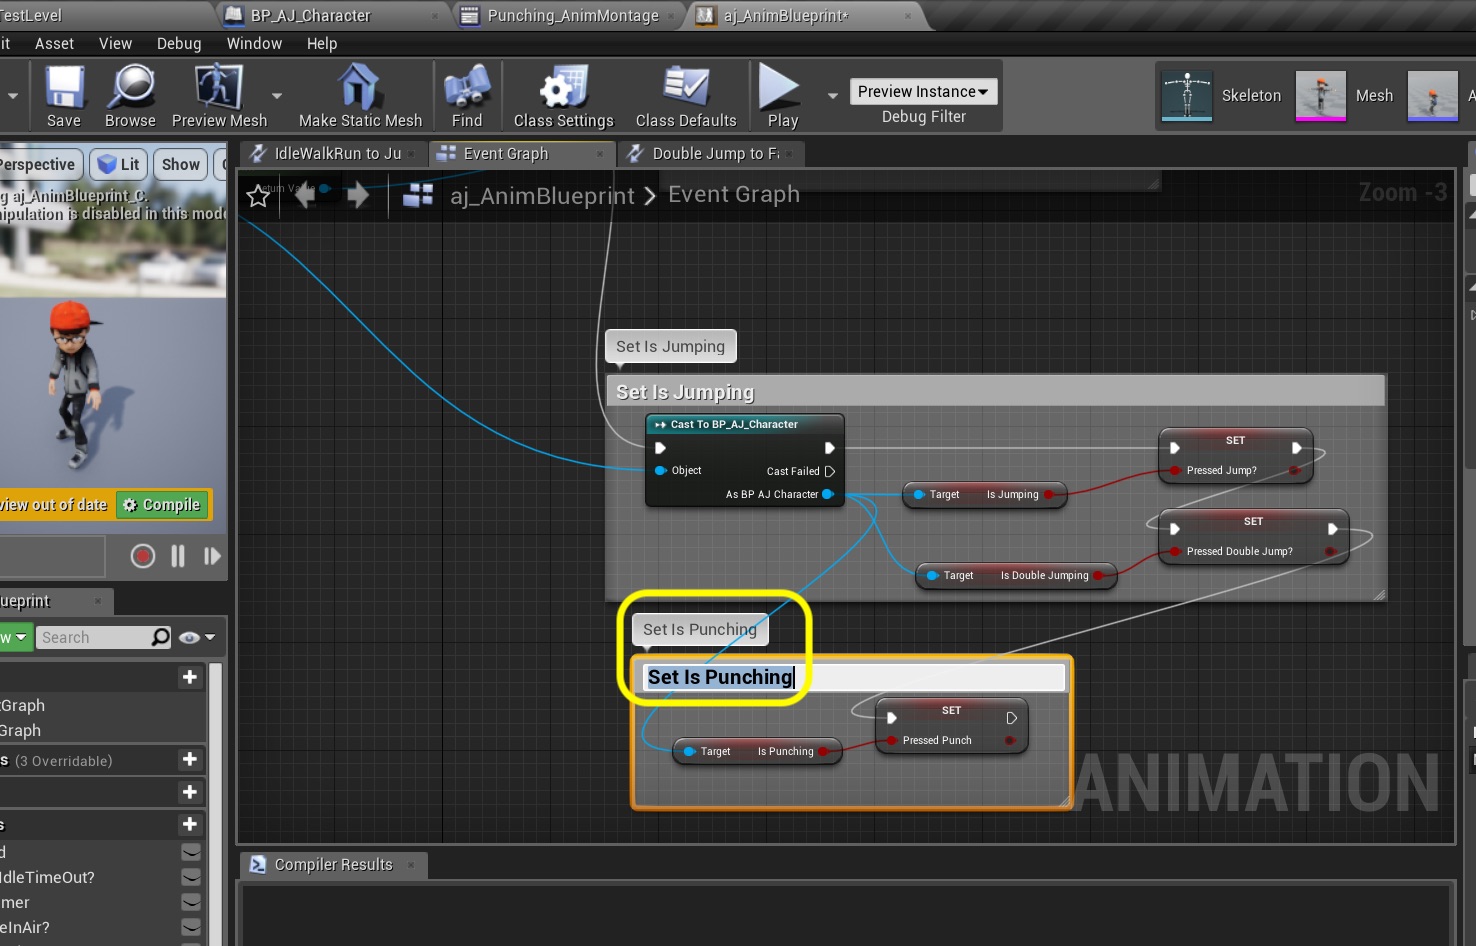 TestLevel
BP_AJ_Character
Punching_AnimMontage
aj_AnimBlueprint*
it Asset View Debug Window Help
Save
Browse
Preview Mesh
Make Static Mesh
Find
Class Settings
Class Defaults
Play
Preview Instance
Debug Filter
Skeleton
Mesh
A
Perspective
Lit
Show
g aj_AnimBlueprint_C.
ipulation is disabled in this mode
IdleWalkRun to Ju
Event Graph
Double Jump to Fa
Return Value
aj_AnimBlueprint > Event Graph
Zoom -3
Set Is Jumping
Set Is Jumping
Cast To BP_AJ_Character
Object
Cast Failed
As BP AJ Character
Target Is Jumping
SET
Pressed Jump?
SET
Pressed Double Jump?
Target Is Double Jumping
Set Is Punching
Set Is Punching
Target Is Punching
SET
Pressed Punch
ANIMATION
view out of date
Compile
ueprint
w
Search
Graph
Graph
s (3 Overridable)
s
d
IdleTimeOut?
mer
eInAir?
Compiler Results